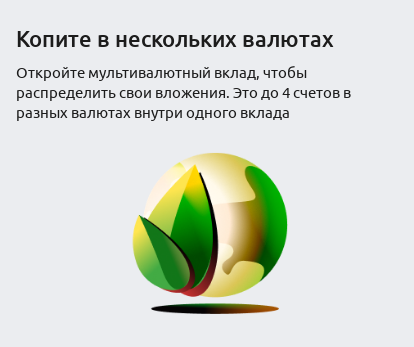 Копите в нескольких валютах
Откройте мультивалютный вклад, чтобы
распределить свои вложения. Это до 4 счетов в
разных валютах внутри одного вклада